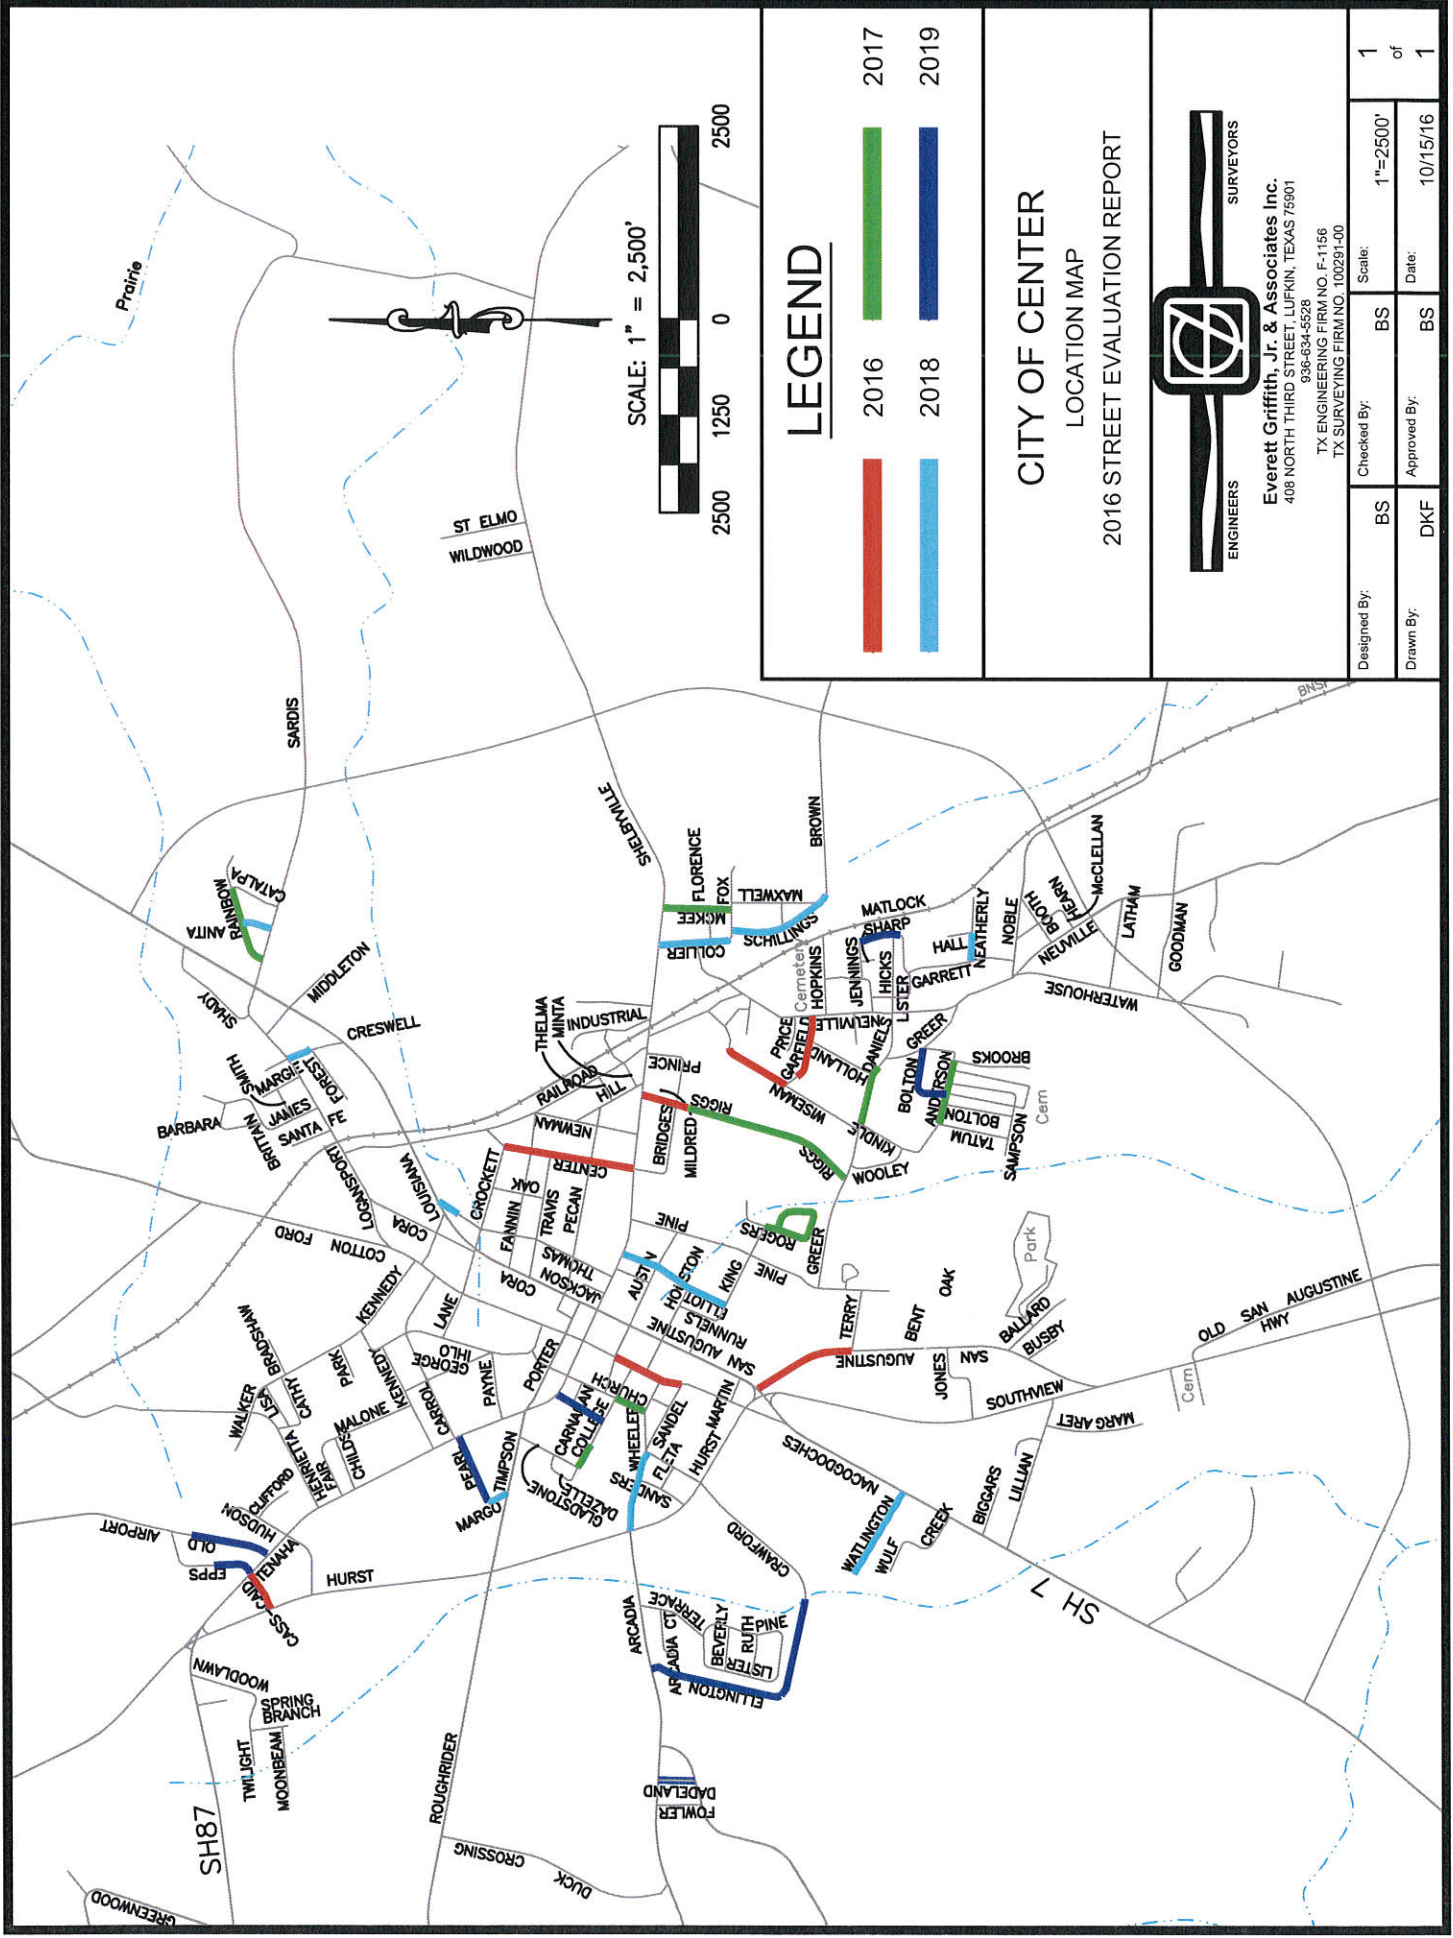 Prairie
SARDIS
ST ELMO
WILDWOOD
SHELBYVILLE
BROWN
SCALE: 1" = 2,500'
2500 1250 0 2500
LEGEND
2016 2017
2018 2019
CITY OF CENTER
LOCATION MAP
2016 STREET EVALUATION REPORT
ENGINEERS SURVEYORS
Everett Griffith, Jr. & Associates Inc.
408 NORTH THIRD STREET, LUFKIN, TEXAS 75901
936-634-5528
TX ENGINEERING FIRM NO. F-1156
TX SURVEYING FIRM NO. 100291-00
Designed By: BS
Checked By: BS
Scale: 1"=2500'
1
of
1
Drawn By: DKF
Approved By: BS
Date: 10/15/16
CATALPA
RAINBOW
ANITA
SHADY
MIDDLETON
CRESWELL
SMITH
MARGIE
FOREST
JAMES
SANTA FE
BRITTAN
BARBARA
LOGANSPORT
LOUISIANA
CORA
COTTON FORD
KENNEDY
LANE
BRADSHAW
WALKER
LISA
CATHY
PARK
KENNEDY
MALONE
CARROL
GEORGE
IHLO
PAYNE
PORTER
HENRIETTA
FAIR
CHILDS
CLIFFORD
HUDSON
TENAHA
AIRPORT
OLD
EPPS
CASS-CAID
HURST
WOODLAWN
SPRING
BRANCH
TWILIGHT
MOONBEAM
SH87
GREENWOOD
ROUGHRIDER
CROSSING
DUCK
FOWLER
DADELAND
PEARL
MARGO
TIMPSON
GLADSTONE
DAZELLE
CARNAHAN
COLLEGE
CHURCH
WHEELER
SANDEL
FLETA
SANDERS
HURST
MARTIN
CRAWFORD
ARCADIA
ARCADIA CT
TERRACE
BEVERLY
RUTH
PINE
LISTER
ELLINGTON
WATLINGTON
WULF
CREEK
NACOGDOCHES
SH 7
BIGGARS
LILLIAN
SOUTHVIEW
MARGARET
Cem
OLD SAN AUGUSTINE
HWY
BUSBY
BALLARD
Park
OAK
BENT
JONES
SAN
AUGUSTINE
TERRY
SAN AUGUSTINE
RUNNELS
ELLIOT
HOUSTON
AUSTIN
KING
PINE
PINE
ROGERS
GREER
JACKSON
THOMAS
CORA
PECAN
TRAVIS
FANNIN
OAK
CROCKETT
CENTER
NEWMAN
RAILROAD
HILL
THELMA
MINTA
INDUSTRIAL
PRINCE
BRIDGES
MILDRED
RIGGS
RIGGS
WOOLEY
KINDLE
WISEMAN
HOLLAND
DANIELS
GARFIELD
PRICE
NEUVILLE
Cemetery
HOPKINS
JENNINGS
HICKS
LISTER
GARRETT
SHARP
MATLOCK
HALL
NEATHERLY
NOBLE
BOOTH
HEARN
McCLELLAN
NEUVILLE
LATHAM
GOODMAN
WATERHOUSE
GREER
BOLTON
ANDERSON
BROOKS
BOLTON
TATUM
SAMPSON
Cem
COLLIER
MCKEE
FLORENCE
FOX
MAXWELL
SCHILLINGS